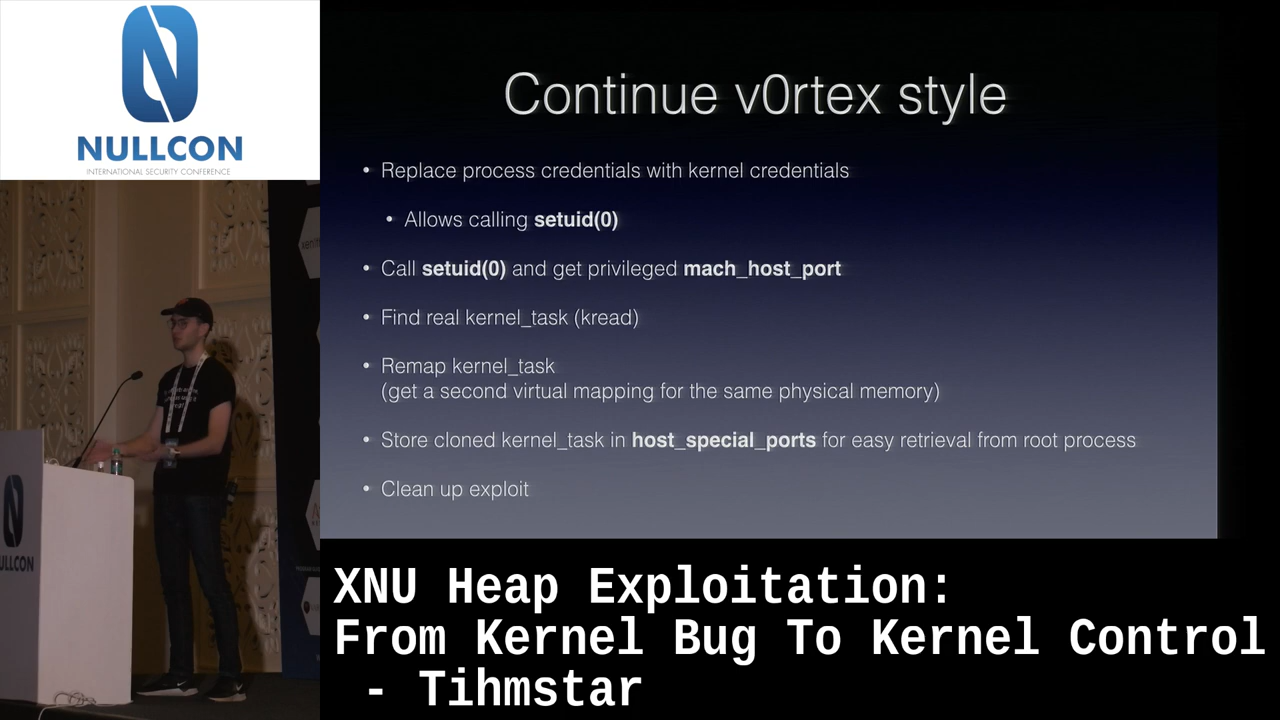 NULLCON
INTERNATIONAL SECURITY CONFERENCE
Continue v0rtex style
• Replace process credentials with kernel credentials
• Allows calling setuid(0)
• Call setuid(0) and get privileged mach_host_port
• Find real kernel_task (kread)
• Remap kernel_task
(get a second virtual mapping for the same physical memory)
• Store cloned kernel_task in host_special_ports for easy retrieval from root process
• Clean up exploit
ULLCON
XNU Heap Exploitation:
From Kernel Bug To Kernel Control
- Tihmstar